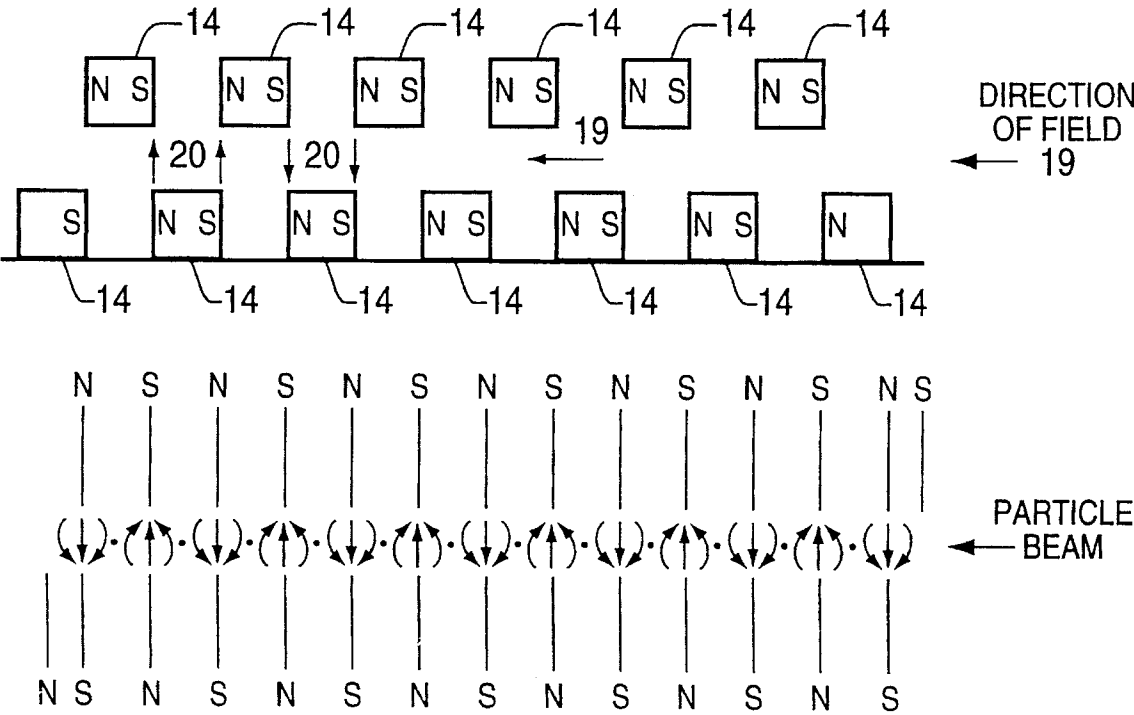 14 14 14 14 14 14
N S N S N S N S N S N S
DIRECTION
OF FIELD
19
20 20 19
S N S N S N S N S N S N
14 14 14 14 14 14 14
N S N S N S N S N S N S N S
PARTICLE
BEAM
N S N S N S N S N S N S N S